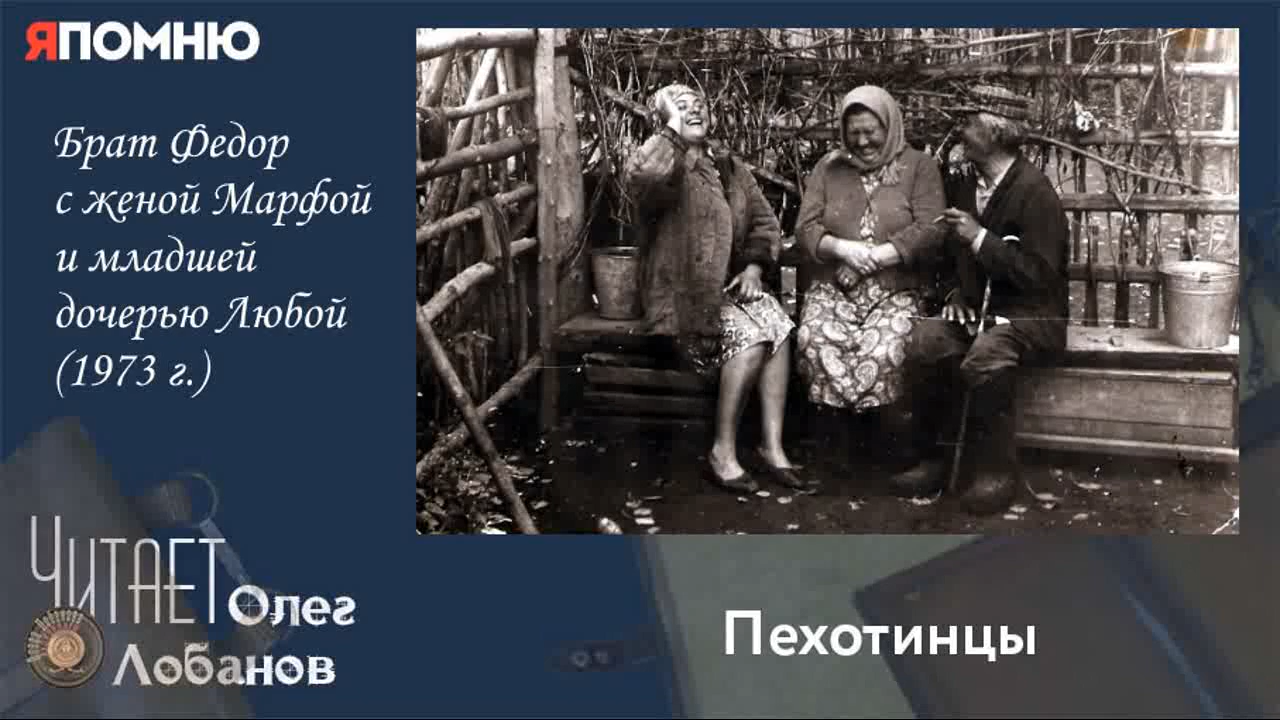 ЯПОМНЮ
Брат Федор
с женой Марфой
и младшей
дочерью Любой
(1973 г.)
Читает
Олег
Лобанов
Пехотинцы